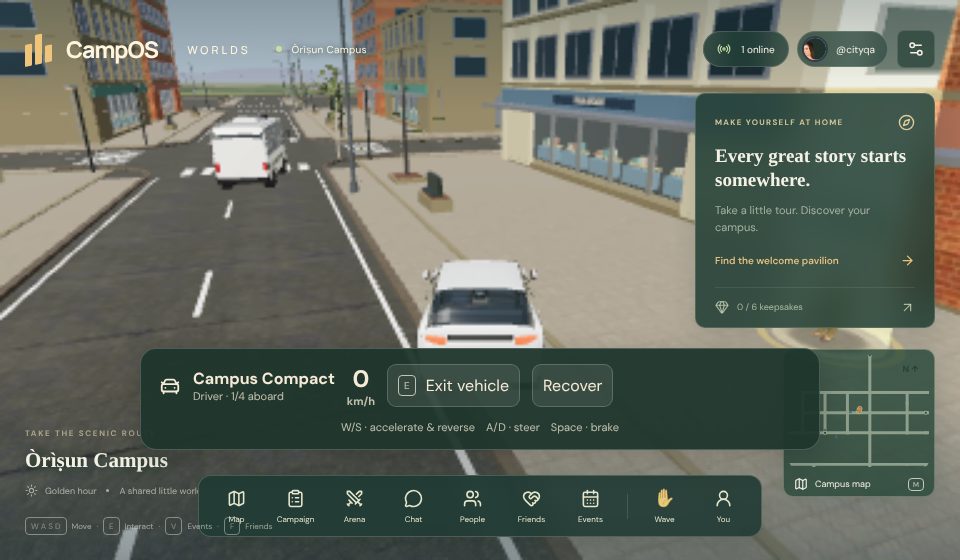 CampOS
WORLDS
Òrìṣun Campus
1 online
@cityqa
MAKE YOURSELF AT HOME
Every great story starts
somewhere.
Take a little tour. Discover your
campus.
Find the welcome pavilion
0 / 6 keepsakes
Campus Compact
Driver · 1/4 aboard
0
km/h
E Exit vehicle
Recover
W/S · accelerate & reverse A/D · steer Space · brake
N
Campus map M
TAKE THE SCENIC
Òrìṣun Campus
Golden hour • A shared little
WASD Move · E Interact · V Events · F Friends
Map
Campaign
Arena
Chat
People
Friends
Events
Wave
You